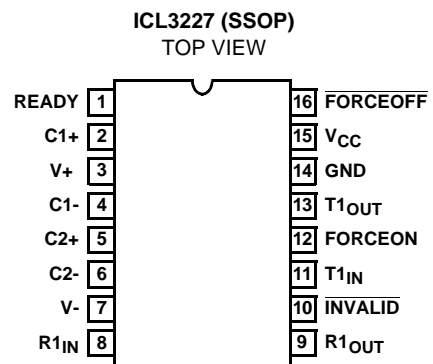 ICL3227 (SSOP)
TOP VIEW
READY 1 16 FORCEOFF
C1+ 2 15 VCC
V+ 3 14 GND
C1- 4 13 T1OUT
C2+ 5 12 FORCEON
C2- 6 11 T1IN
V- 7 10 INVALID
R1IN 8 9 R1OUT